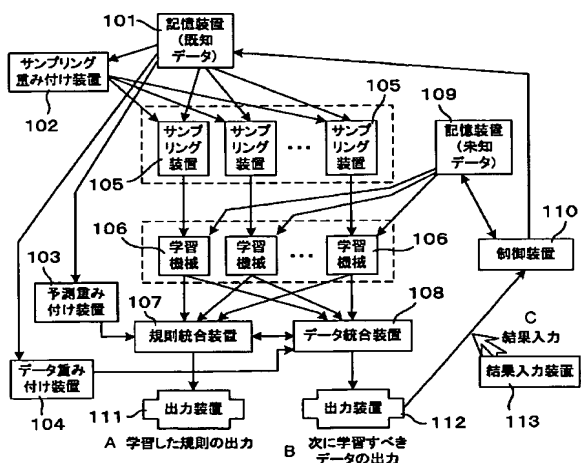 101
記憶装置
(既知
データ)
サンプリング
重み付け装置
102
105
109
記憶装置
(未知
データ)
サンプ
リング
装置
サンプ
リング
装置
...
サンプ
リング
装置
105
110
制御装置
106
学習
機械
学習
機械
...
学習
機械
106
103
予測重み
付け装置
107
規則統合装置
108
データ統合装置
C
結果入力
結果入力装置
113
データ重み
付け装置
104
111
出力装置
出力装置
112
A 学習した規則の出力
B 次に学習すべき
データの出力